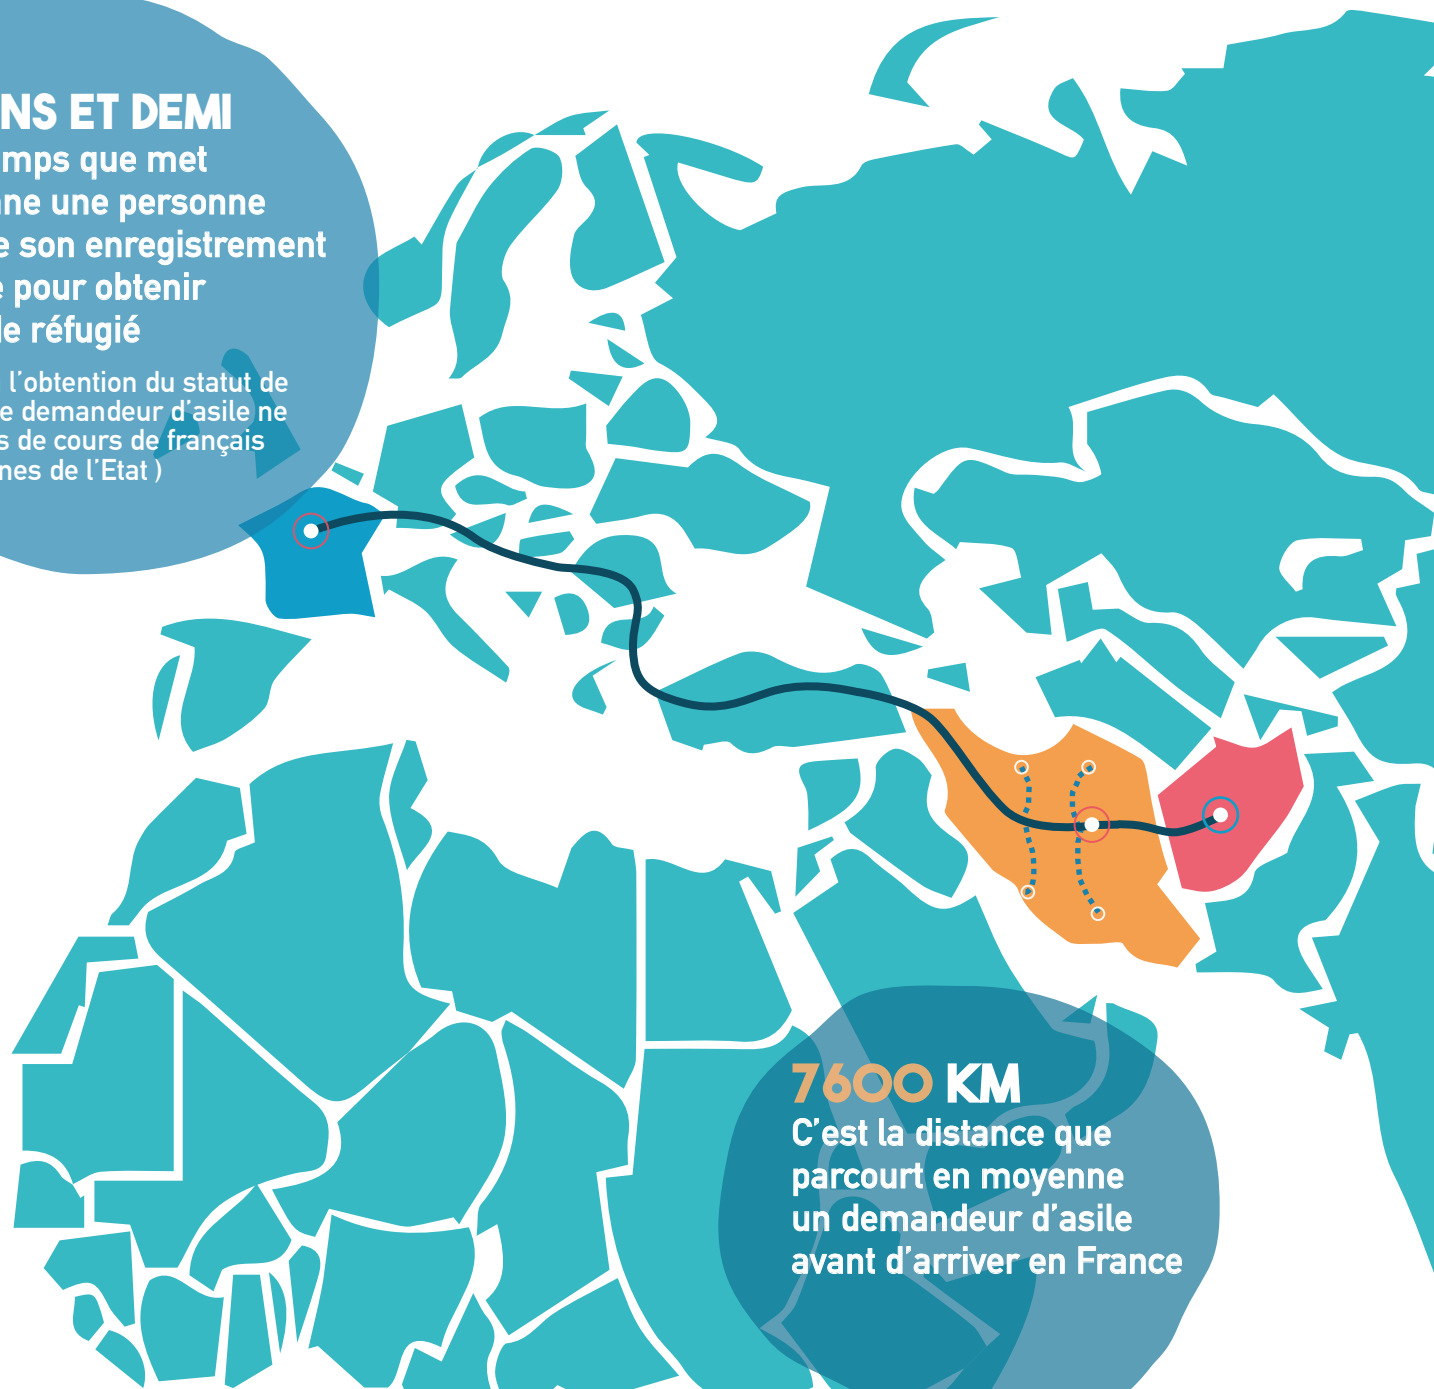 NS ET DEMI
mps que met
ne une personne
son enregistrement
pour obtenir
réfugié
l’obtention du statut de
e demandeur d’asile ne
s de cours de français
nes de l’Etat )
7600 KM
C’est la distance que
parcourt en moyenne
un demandeur d’asile
avant d’arriver en France